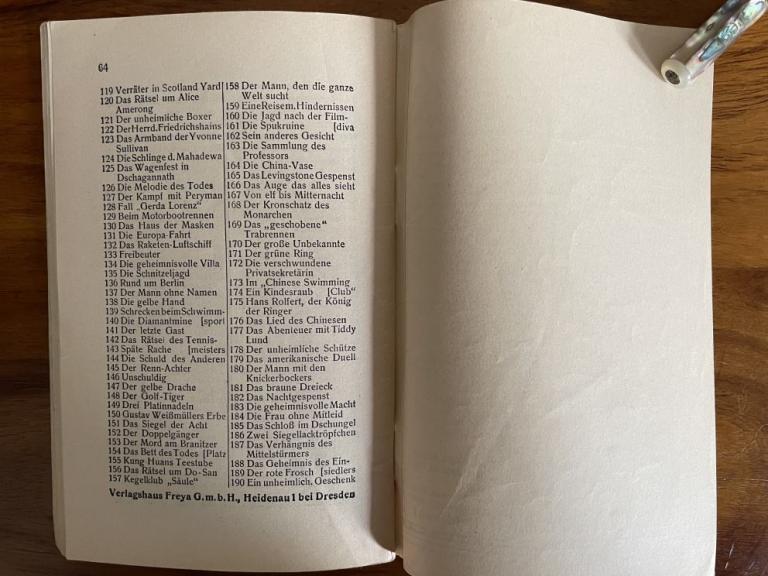 64
119 Verräter in Scotland Yard
120 Das Rätsel um Alice
Amerong
121 Der unheimliche Boxer
122 Der Herr d. Friedrichshains
123 Das Armband der Yvonne
Sullivan
124 Die Schlinge d. Mahadewa
125 Das Wagenfest in
Dschagannath
126 Die Melodie des Todes
127 Der Kampf mit Peryman
128 Fall „Gerda Lorenz"
129 Beim Motorbootrennen
130 Das Haus der Masken
131 Die Europa-Fahrt
132 Das Raketen-Luftschiff
133 Freibeuter
134 Die geheimnisvolle Villa
135 Die Schnitzeljagd
136 Rund um Berlin
137 Der Mann ohne Namen
138 Die gelbe Hand
139 Schrecken beim Schwimm-
140 Die Diamantmine [sport
141 Der letzte Gast
142 Das Rätsel des Tennis-
143 Späte Rache [meisters
144 Die Schuld des Anderen
145 Der Renn-Achter
146 Unschuldig
147 Der gelbe Drache
148 Der Golf-Tiger
149 Drei Platinnadeln
150 Gustav Weißmüllers Erbe
151 Das Siegel der Acht
152 Der Doppelgänger
153 Der Mord am Branitzer
154 Das Bett des Todes [Platz
155 Kung Huans Teestube
156 Das Rätsel um Do-San
157 Kegelklub „Säule"
158 Der Mann, den die ganze
Welt sucht
159 Eine Reise m. Hindernissen
160 Die Jagd nach der Film-
161 Die Spukruine [diva
162 Sein anderes Gesicht
163 Die Sammlung des
Professors
164 Die China-Vase
165 Das Levingstone Gespenst
166 Das Auge das alles sieht
167 Von elf bis Mitternacht
168 Der Kronschatz des
Monarchen
169 Das „geschobene"
Trabrennen
170 Der große Unbekannte
171 Der grüne Ring
172 Die verschwundene
Privatsekretärin
173 Im „Chinese Swimming
174 Ein Kindesraub [Club"
175 Hans Rolfert, der König
der Ringer
176 Das Lied des Chinesen
177 Das Abenteuer mit Tiddy
Lund
178 Der unheimliche Schütze
179 Das amerikanische Duell
180 Der Mann mit den
Knickerbockers
181 Das braune Dreieck
182 Das Nachtgespenst
183 Die geheimnisvolle Macht
184 Die Frau ohne Mitleid
185 Das Schloß im Dschungel
186 Zwei Siegellacktröpfchen
187 Das Verhängnis des
Mittelstürmers
188 Das Geheimnis des Ein-
189 Der rote Frosch [siedlers
190 Ein unheimlich. Geschenk
Verlagshaus Freya G.m.b.H., Heidenau 1 bei Dresden